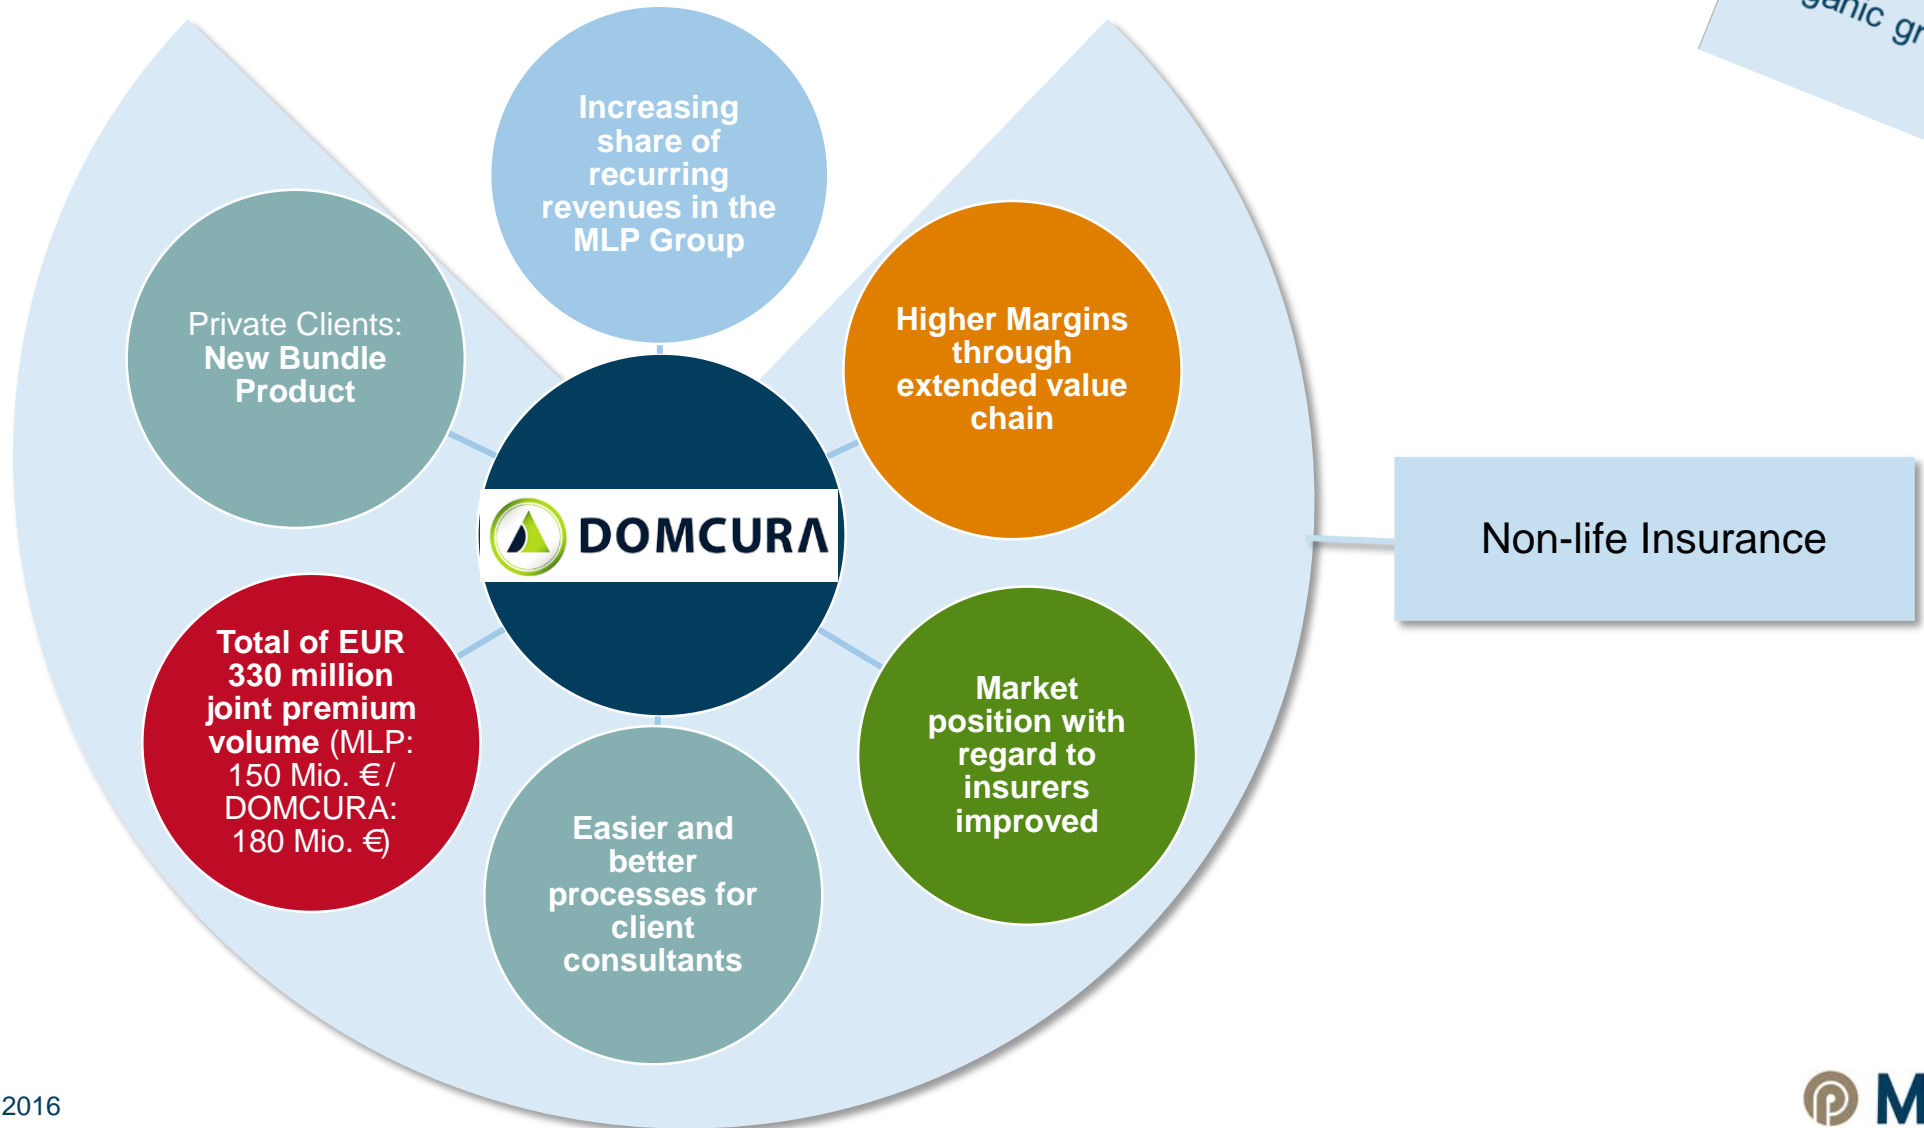 Increasing
share of
recurring
revenues in the
MLP Group
Private Clients:
New Bundle
Product
Higher Margins
through
extended value
chain
DOMCURA
Non-life Insurance
Total of EUR
330 million
joint premium
volume (MLP:
150 Mio. € /
DOMCURA:
180 Mio. €)
Market
position with
regard to
insurers
improved
Easier and
better
processes for
client
consultants
2016